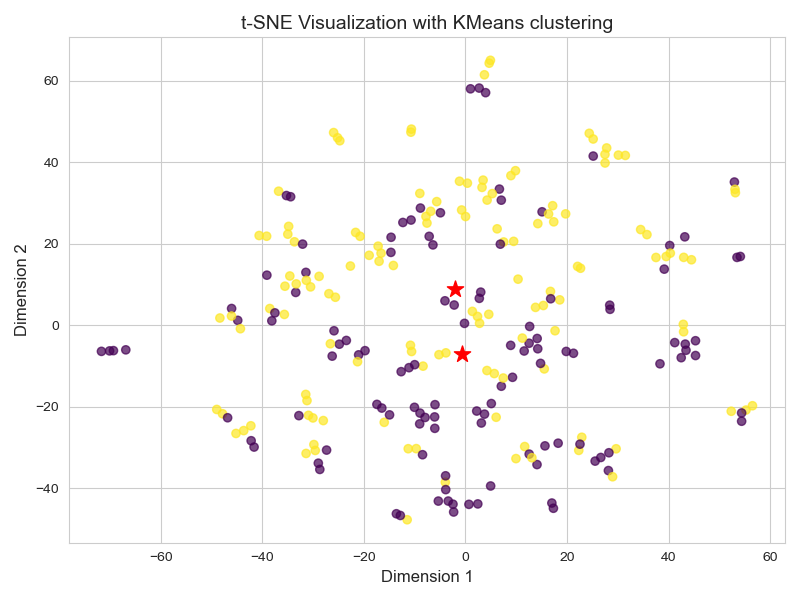 t-SNE Visualization with KMeans clustering
60
40
20
0
−20
−40
Dimension 2
−60 −40 −20 0 20 40 60
Dimension 1